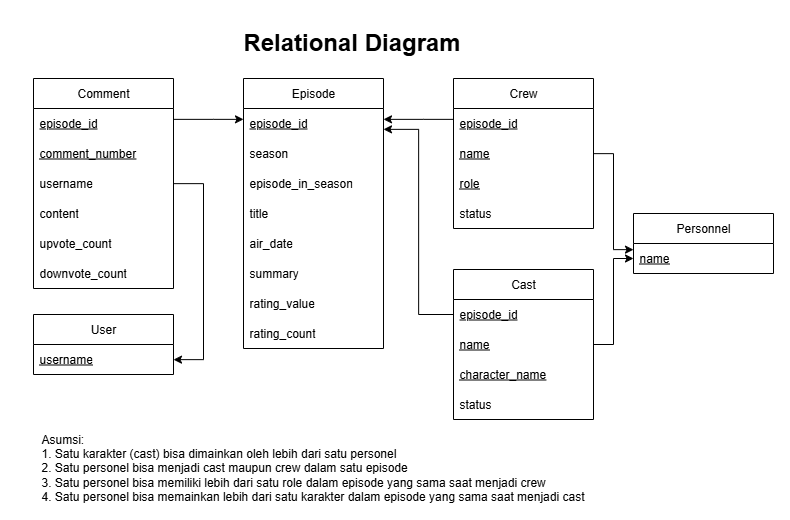 Relational Diagram
Comment
episode_id
comment_number
username
content
upvote_count
downvote_count
User
username
Episode
episode_id
season
episode_in_season
title
air_date
summary
rating_value
rating_count
Crew
episode_id
name
role
status
Cast
episode_id
name
character_name
status
Personnel
name
Asumsi:
1. Satu karakter (cast) bisa dimainkan oleh lebih dari satu personel
2. Satu personel bisa menjadi cast maupun crew dalam satu episode
3. Satu personel bisa memiliki lebih dari satu role dalam episode yang sama saat menjadi crew
4. Satu personel bisa memainkan lebih dari satu karakter dalam episode yang sama saat menjadi cast